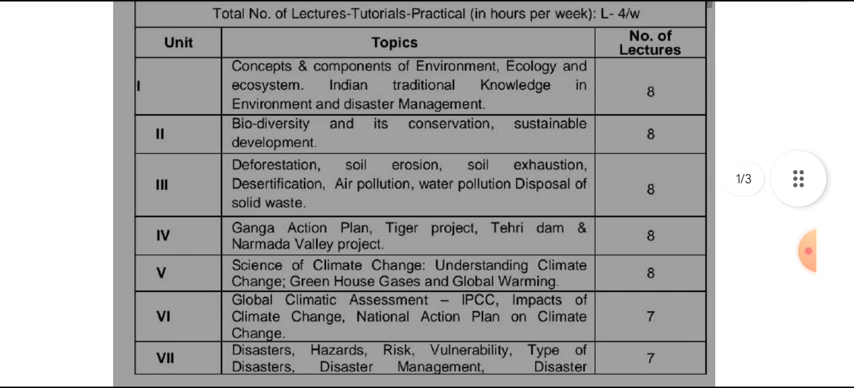 Total No. of Lectures-Tutorials-Practical (in hours per week): L- 4/w
Unit Topics No. of Lectures
I
Concepts & components of Environment, Ecology and
ecosystem. Indian traditional Knowledge in
Environment and disaster Management.
8
II
Bio-diversity and its conservation, sustainable
development.
8
III
Deforestation, soil erosion, soil exhaustion,
Desertification, Air pollution, water pollution Disposal of
solid waste.
8
IV
Ganga Action Plan, Tiger project, Tehri dam &
Narmada Valley project.
8
V
Science of Climate Change: Understanding Climate
Change; Green House Gases and Global Warming.
8
VI
Global Climatic Assessment – IPCC, Impacts of
Climate Change, National Action Plan on Climate
Change.
7
VII
Disasters, Hazards, Risk, Vulnerability, Type of
Disasters, Disaster Management, Disaster
7
1/3